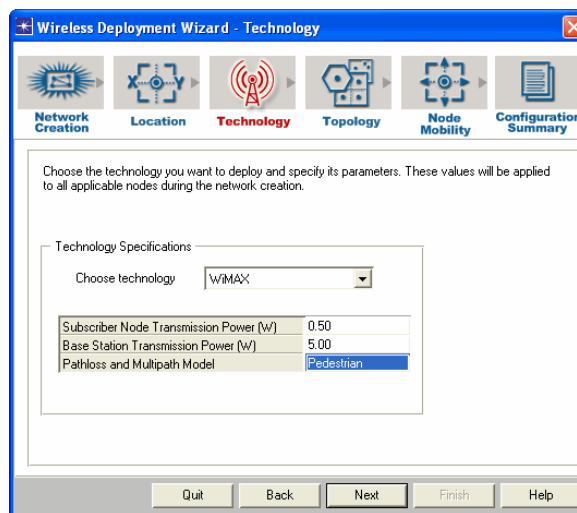 Wireless Deployment Wizard - Technology
Network Creation
Location
Technology
Topology
Node Mobility
Configuration Summary
Choose the technology you want to deploy and specify its parameters. These values will be applied
to all applicable nodes during the network creation.
Technology Specifications
Choose technology WiMAX
Subscriber Node Transmission Power (W) 0.50
Base Station Transmission Power (W) 5.00
Pathloss and Multipath Model Pedestrian
Quit Back Next Finish Help